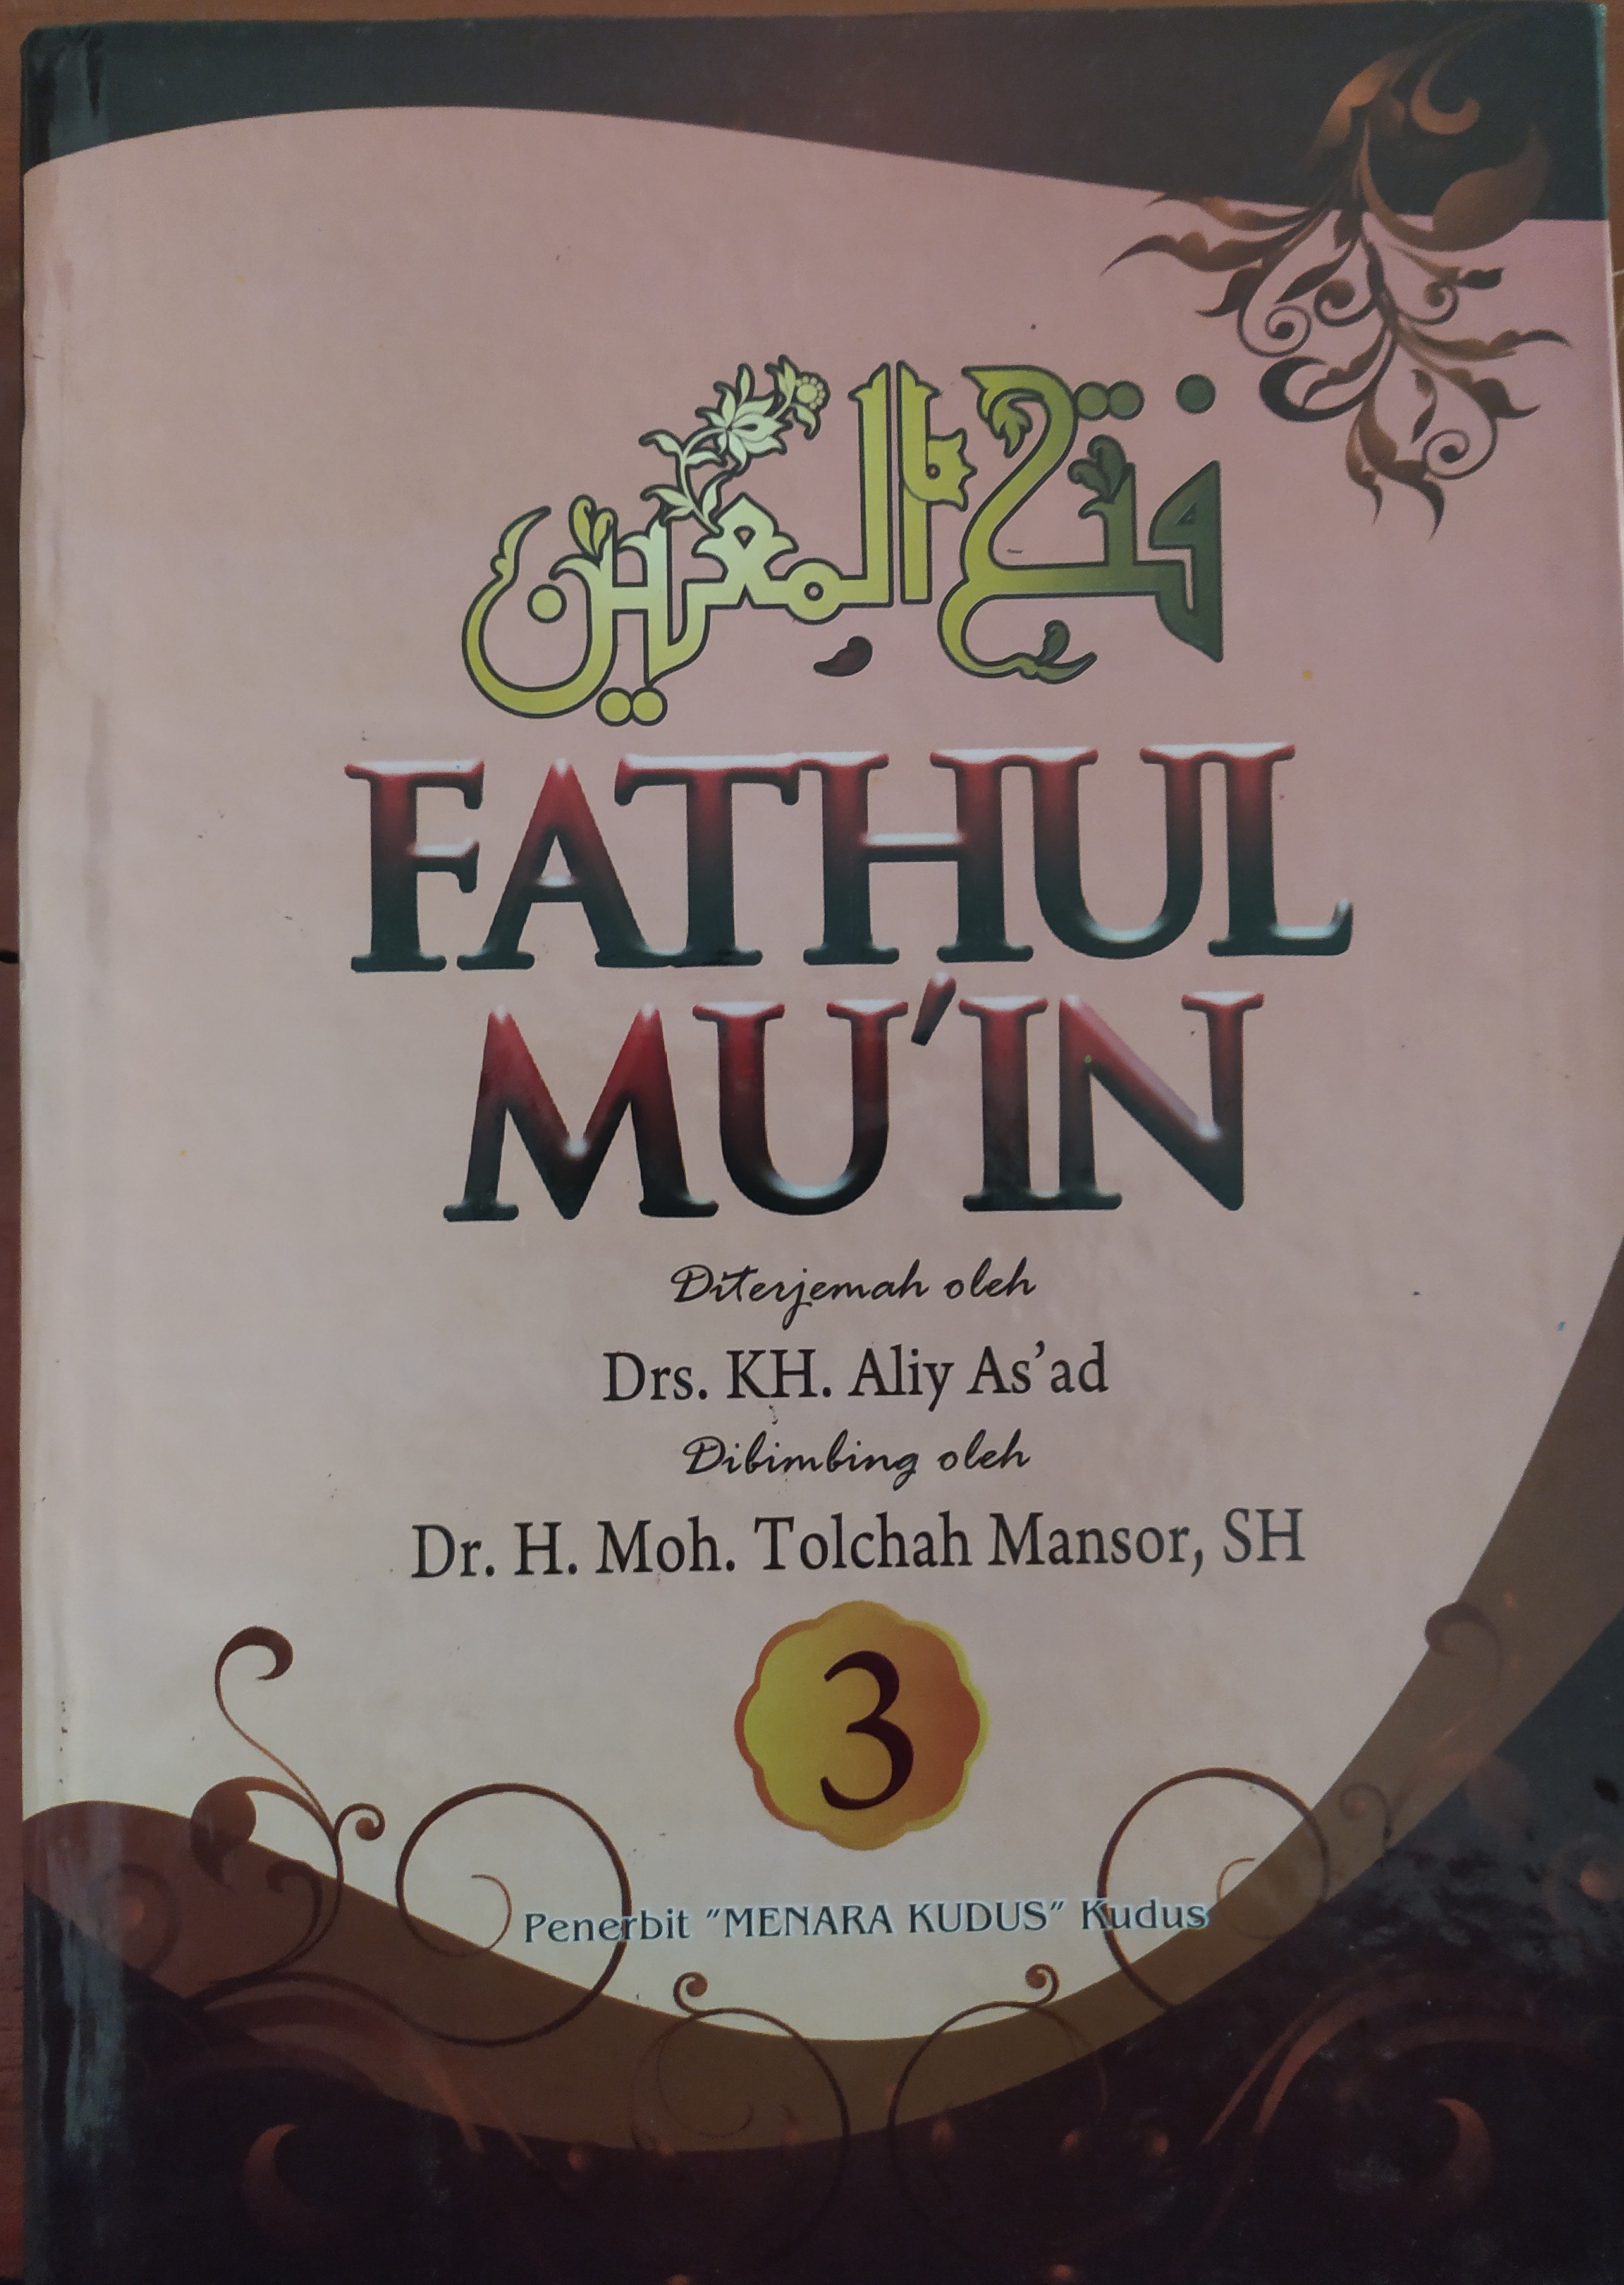 فتح المعين
FATHUL
MU'IN
Diterjemah oleh
Drs. KH. Aliy As'ad
Dibimbing oleh
Dr. H. Moh. Tolchah Mansor, SH
3
Penerbit "MENARA KUDUS" Kudus